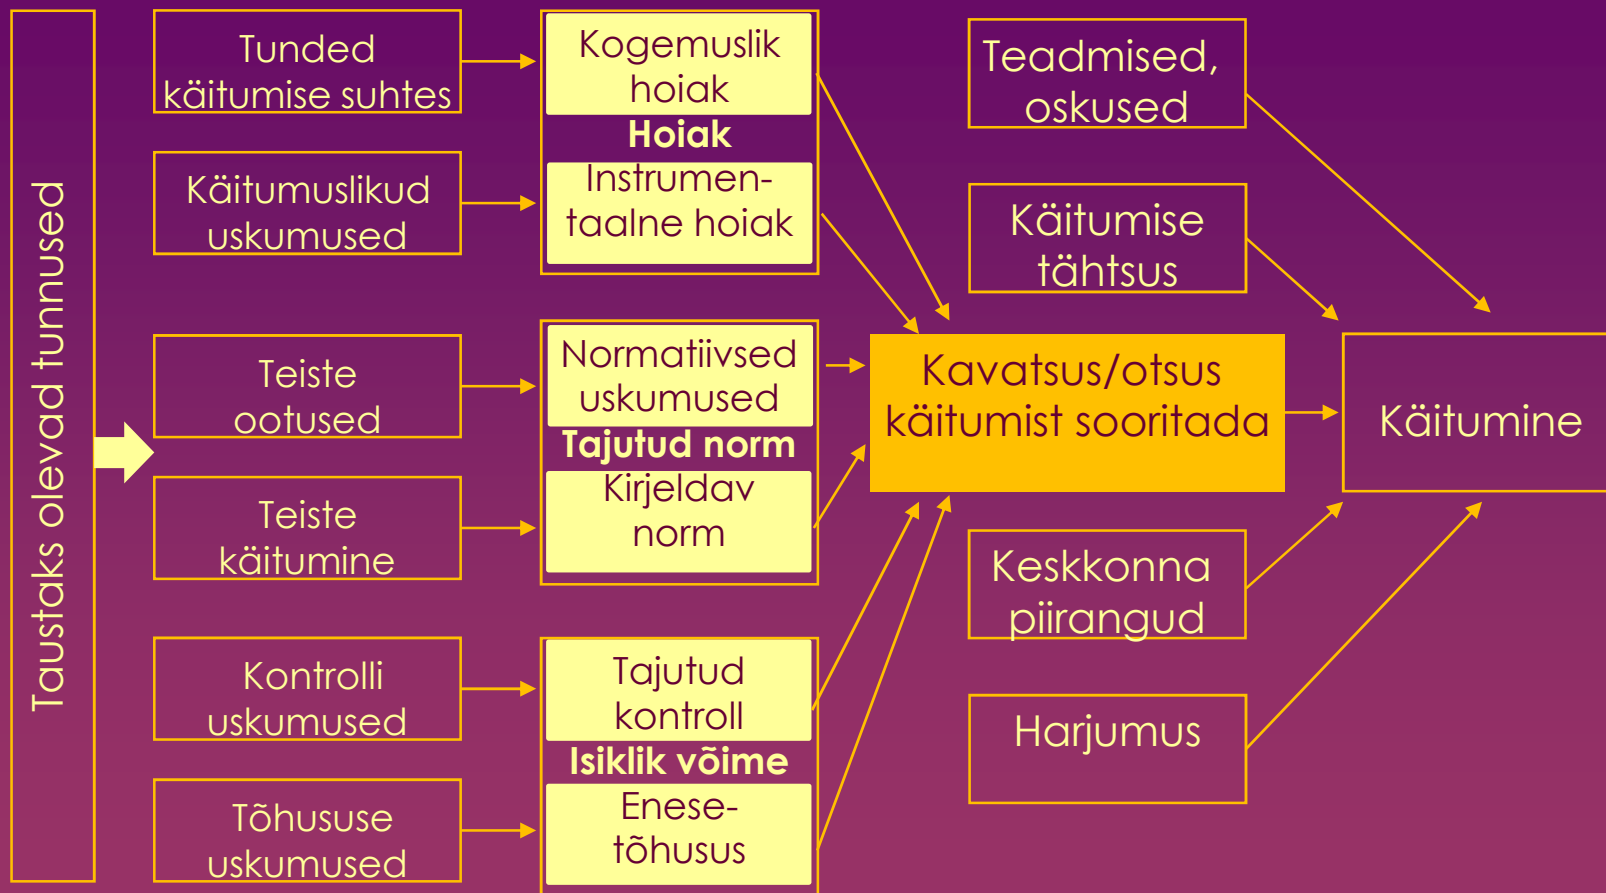 Taustaks olevad tunnused
Tunded
käitumise suhtes
Käitumuslikud
uskumused
Teiste
ootused
Teiste
käitumine
Kontrolli
uskumused
Tõhususe
uskumused
Kogemuslik
hoiak
Hoiak
Instrumen-
taalne hoiak
Normatiivsed
uskumused
Tajutud norm
Kirjeldav
norm
Tajutud
kontroll
Isiklik võime
Enese-
tõhusus
Kavatsus/otsus
käitumist sooritada
Teadmised,
oskused
Käitumise
tähtsus
Keskkonna
piirangud
Harjumus
Käitumine